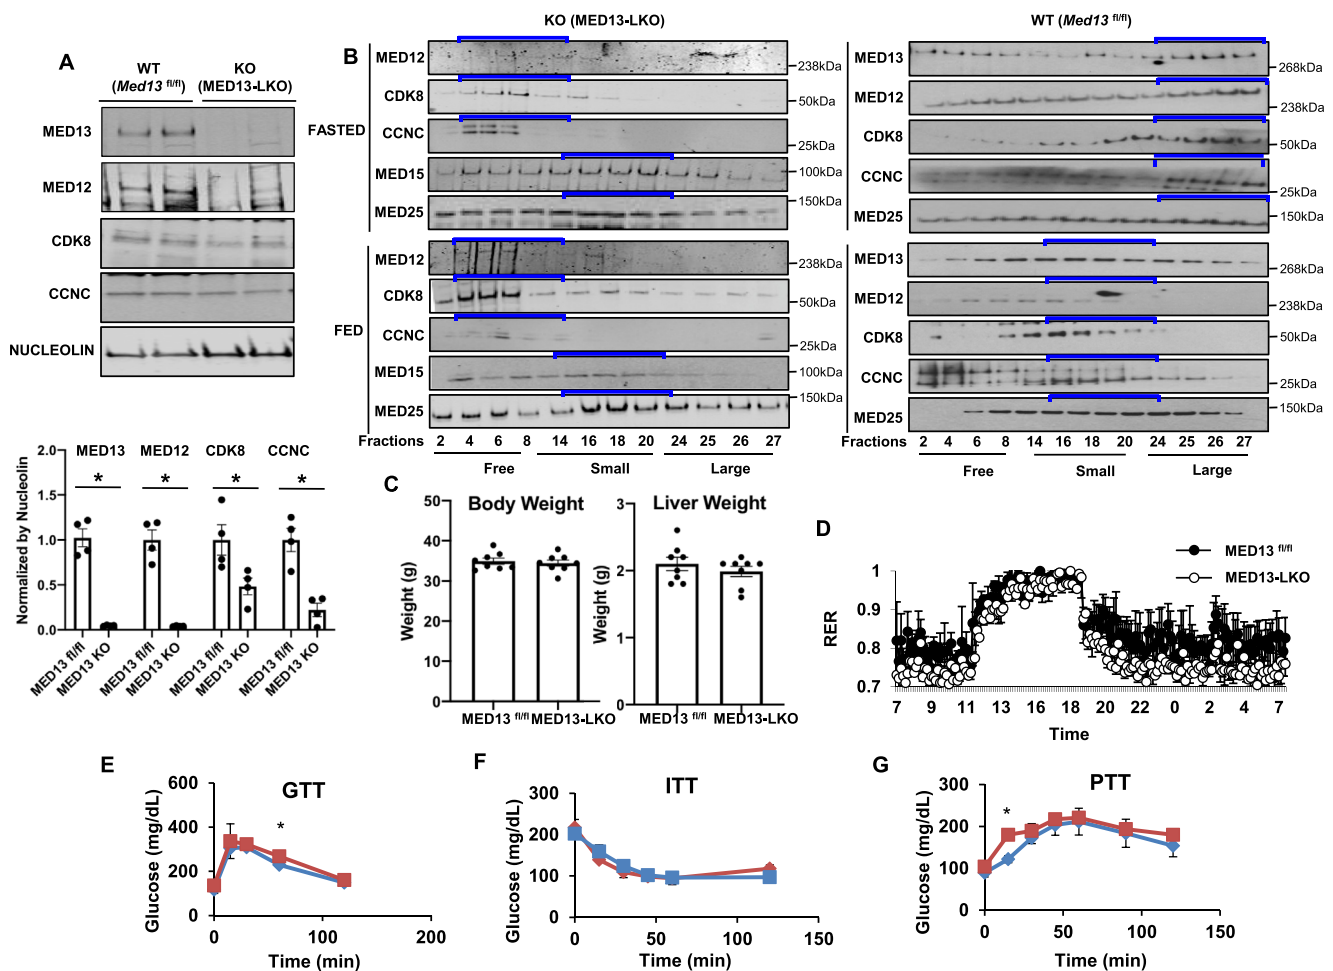 A
WT
(Med13 fl/fl)
KO
(MED13-LKO)
MED13
MED12
CDK8
CCNC
NUCLEOLIN
MED13 MED12 CDK8 CCNC
* * * *
Normalized by Nucleolin
2.0
1.5
1.0
0.5
0.0
MED13 fl/fl
MED13 KO
MED13 fl/fl
MED13 KO
MED13 fl/fl
MED13 KO
MED13 fl/fl
MED13 KO
B
KO (MED13-LKO)
FASTED
MED12 238kDa
CDK8 50kDa
CCNC 25kDa
MED15 100kDa
MED25 150kDa
FED
MED12 238kDa
CDK8 50kDa
CCNC 25kDa
MED15 100kDa
MED25 150kDa
Fractions 2 4 6 8 14 16 18 20 24 25 26 27
Free Small Large
WT (Med13 fl/fl)
MED13 268kDa
MED12 238kDa
CDK8 50kDa
CCNC 25kDa
MED25 150kDa
MED13 268kDa
MED12 238kDa
CDK8 50kDa
CCNC 25kDa
MED25 150kDa
Fractions 2 4 6 8 14 16 18 20 24 25 26 27
Free Small Large
C
Body Weight
Weight (g)
50
40
30
20
10
0
MED13 fl/fl MED13-LKO
Liver Weight
Weight (g)
3
2
1
0
MED13 fl/fl MED13-LKO
D
MED13 fl/fl
MED13-LKO
RER
1
0.9
0.8
0.7
7 9 11 13 16 18 20 22 0 2 4 7
Time
E
GTT
Glucose (mg/dL)
600
400
200
0
*
0 100 200
Time (min)
F
ITT
Glucose (mg/dL)
300
200
100
0
0 50 100 150
Time (min)
G
PTT
Glucose (mg/dL)
300
200
100
0
*
0 50 100 150
Time (min)